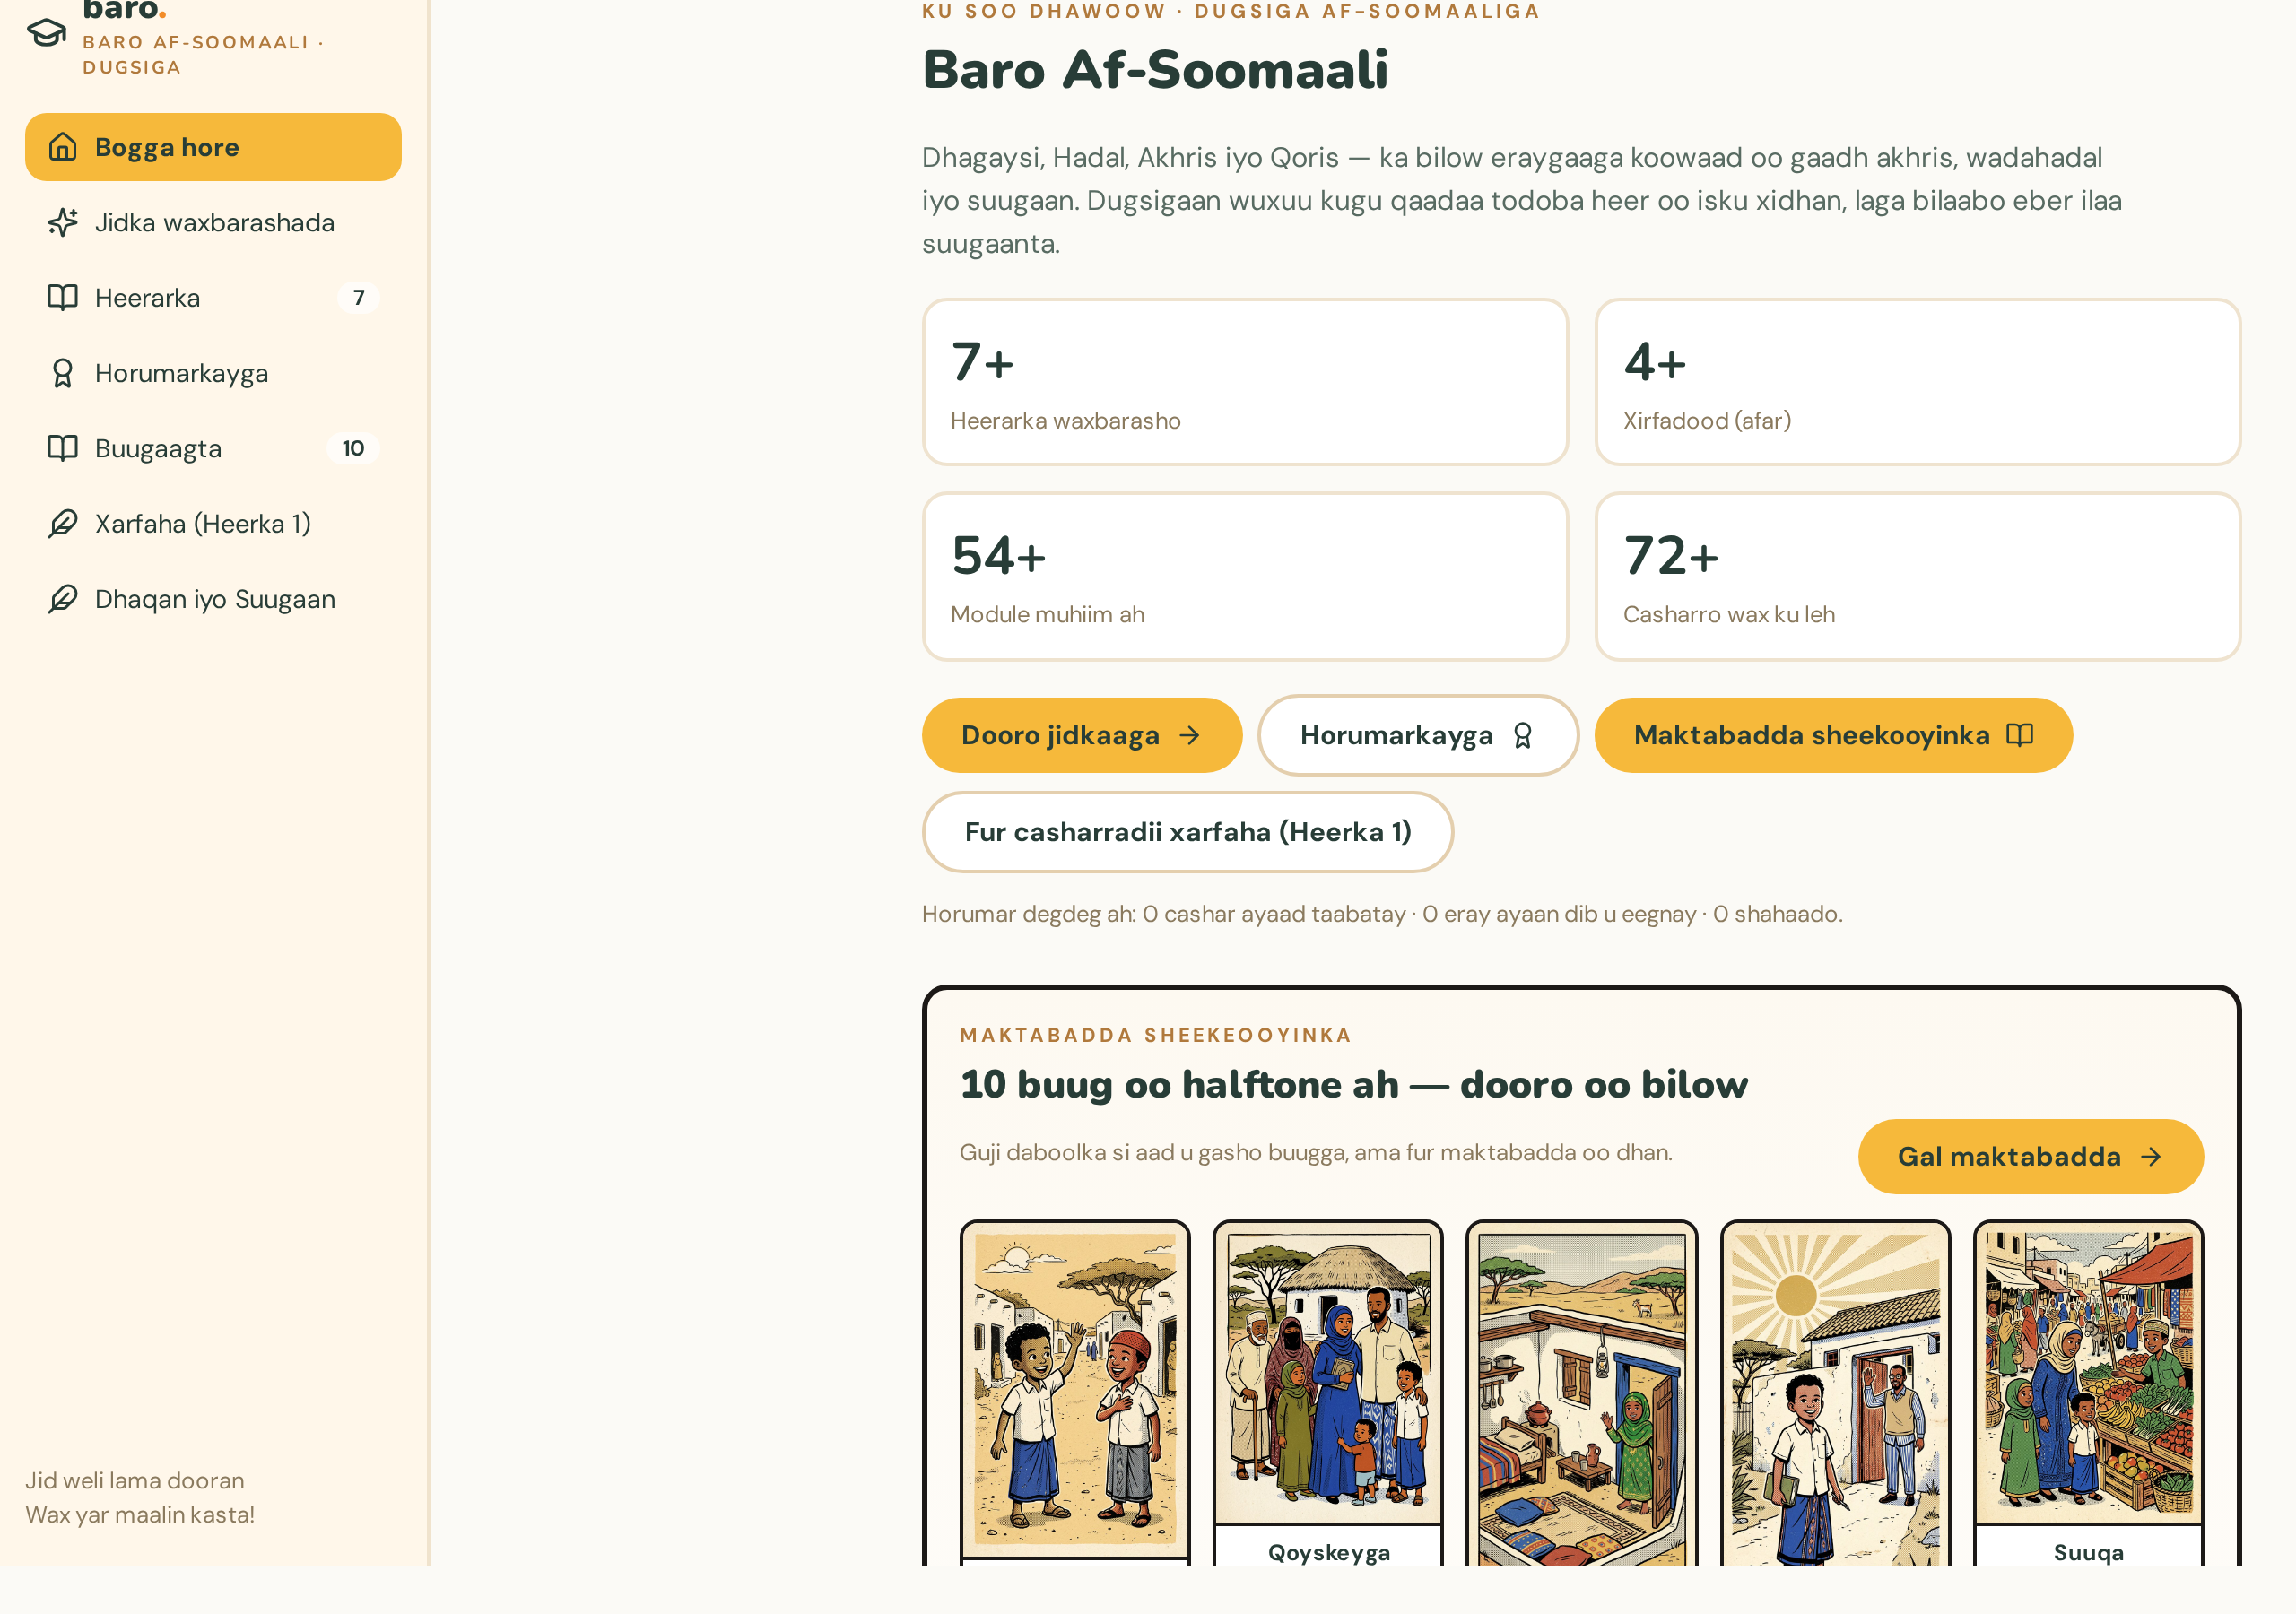 baro.
BARO AF-SOOMAALI ·
DUGSIGA
Bogga hore
Jidka waxbarashada
Heerarka 7
Horumarkayga
Buugaagta 10
Xarfaha (Heerka 1)
Dhaqan iyo Suugaan
Jid weli lama dooran
Wax yar maalin kasta!
KU SOO DHAWOOW · DUGSIGA AF-SOOMAALIGA
Baro Af-Soomaali
Dhagaysi, Hadal, Akhris iyo Qoris — ka bilow eraygaaga koowaad oo gaadh akhris, wadahadal
iyo suugaan. Dugsigaan wuxuu kugu qaadaa todoba heer oo isku xidhan, laga bilaabo eber ilaa
suugaanta.
7+
Heerarka waxbarasho
4+
Xirfadood (afar)
54+
Module muhiim ah
72+
Casharro wax ku leh
Dooro jidkaaga
Horumarkayga
Maktabadda sheekooyinka
Fur casharradii xarfaha (Heerka 1)
Horumar degdeg ah: 0 cashar ayaad taabatay · 0 eray ayaan dib u eegnay · 0 shahaado.
MAKTABADDA SHEEKEOOYINKA
10 buug oo halftone ah — dooro oo bilow
Guji daboolka si aad u gasho buugga, ama fur maktabadda oo dhan.
Gal maktabadda
Qoyskeyga
Suuqa